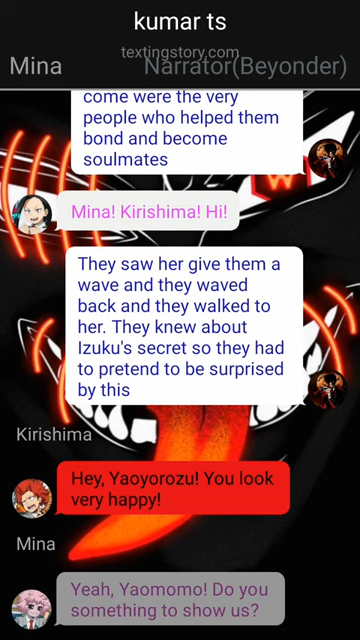 kumar ts
textingstory.com
Mina
Narrator(Beyonder)
come were the very
people who helped them
bond and become
soulmates
Mina! Kirishima! Hi!
They saw her give them a
wave and they waved
back and they walked to
her. They knew about
Izuku's secret so they had
to pretend to be surprised
by this
Kirishima
Hey, Yaoyorozu! You look
very happy!
Mina
Yeah, Yaomomo! Do you
something to show us?